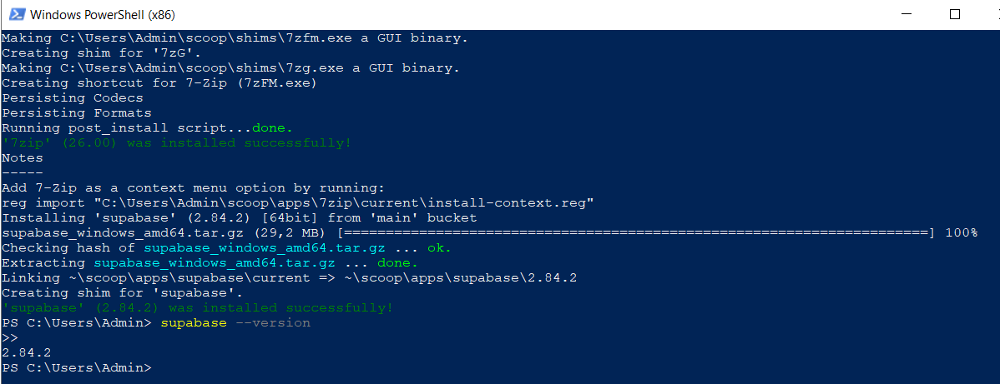 Windows PowerShell (x86)
Making C:\Users\Admin\scoop\shims\7zfm.exe a GUI binary.
Creating shim for '7zG'.
Making C:\Users\Admin\scoop\shims\7zg.exe a GUI binary.
Creating shortcut for 7-Zip (7zFM.exe)
Persisting Codecs
Persisting Formats
Running post_install script...done.
'7zip' (26.00) was installed successfully!
Notes
-----
Add 7-Zip as a context menu option by running:
reg import "C:\Users\Admin\scoop\apps\7zip\current\install-context.reg"
Installing 'supabase' (2.84.2) [64bit] from 'main' bucket
supabase_windows_amd64.tar.gz (29,2 MB) [======================================================================] 100%
Checking hash of supabase_windows_amd64.tar.gz ... ok.
Extracting supabase_windows_amd64.tar.gz ... done.
Linking ~\scoop\apps\supabase\current => ~\scoop\apps\supabase\2.84.2
Creating shim for 'supabase'.
'supabase' (2.84.2) was installed successfully!
PS C:\Users\Admin> supabase --version
>>
2.84.2
PS C:\Users\Admin>